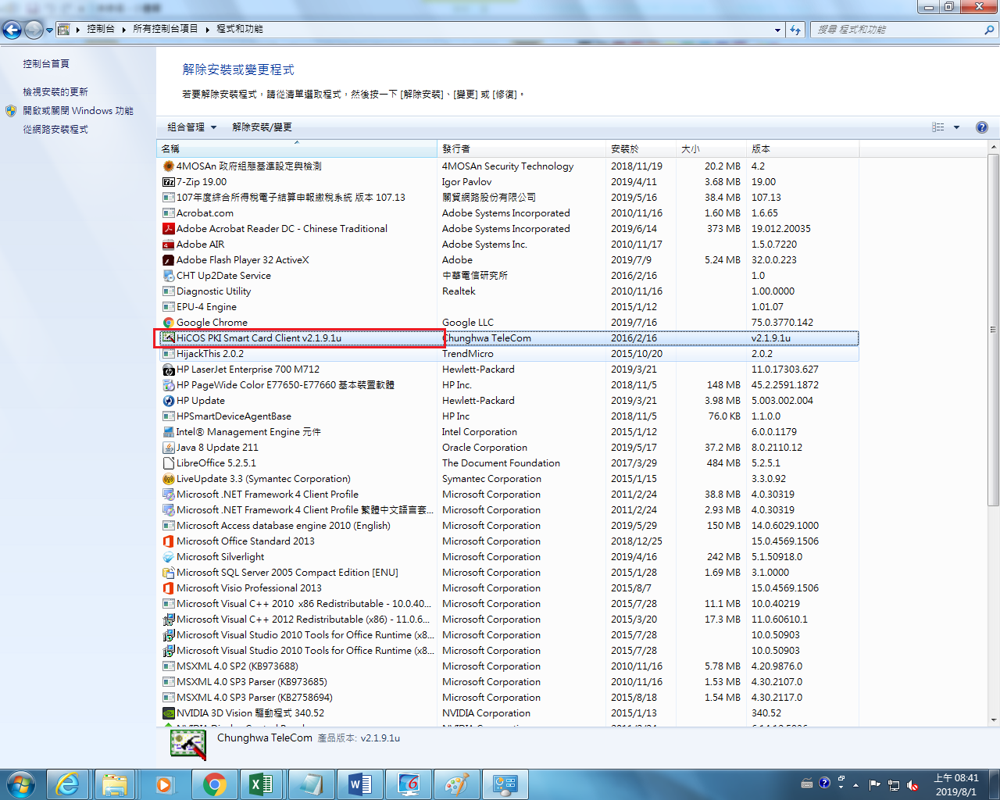 控制台 ▸ 所有控制台項目 ▸ 程式和功能
搜尋 程式和功能
控制台首頁
檢視安裝的更新
開啟或關閉 Windows 功能
從網路安裝程式
解除安裝或變更程式
若要解除安裝程式，請從清單選取程式，然後按一下 [解除安裝]、[變更] 或 [修復]。
組合管理 解除安裝/變更
名稱 發行者 安裝於 大小 版本
4MOSAn 政府組態基準設定與檢測 4MOSAn Security Technology 2018/11/19 20.2 MB 4.2
7-Zip 19.00 Igor Pavlov 2019/4/11 3.68 MB 19.00
107年度綜合所得稅電子結算申報繳稅系統 版本 107.13 關貿網路股份有限公司 2019/5/16 38.4 MB 107.13
Acrobat.com Adobe Systems Incorporated 2010/11/16 1.60 MB 1.6.65
Adobe Acrobat Reader DC - Chinese Traditional Adobe Systems Incorporated 2019/6/14 373 MB 19.012.20035
Adobe AIR Adobe Systems Inc. 2010/11/17 1.5.0.7220
Adobe Flash Player 32 ActiveX Adobe 2019/7/9 5.24 MB 32.0.0.223
CHT Up2Date Service 中華電信研究所 2016/2/16 1.0
Diagnostic Utility Realtek 2010/11/16 1.00.0000
EPU-4 Engine 2015/1/12 1.01.07
Google Chrome Google LLC 2019/7/16 75.0.3770.142
HiCOS PKI Smart Card Client v2.1.9.1u Chunghwa TeleCom 2016/2/16 v2.1.9.1u
HijackThis 2.0.2 TrendMicro 2015/10/20 2.0.2
HP LaserJet Enterprise 700 M712 Hewlett-Packard 2019/3/21 11.0.17303.627
HP PageWide Color E77650-E77660 基本裝置軟體 HP Inc. 2018/11/5 148 MB 45.2.2591.1872
HP Update Hewlett-Packard 2019/3/21 3.98 MB 5.003.002.004
HPSmartDeviceAgentBase HP Inc 2018/11/5 76.0 KB 1.1.0.0
Intel® Management Engine 元件 Intel Corporation 2015/1/12 6.0.0.1179
Java 8 Update 211 Oracle Corporation 2019/5/17 37.2 MB 8.0.2110.12
LibreOffice 5.2.5.1 The Document Foundation 2017/3/29 484 MB 5.2.5.1
LiveUpdate 3.3 (Symantec Corporation) Symantec Corporation 2015/1/15 3.3.0.92
Microsoft .NET Framework 4 Client Profile Microsoft Corporation 2011/2/24 38.8 MB 4.0.30319
Microsoft .NET Framework 4 Client Profile 繁體中文語言套... Microsoft Corporation 2011/2/24 2.93 MB 4.0.30319
Microsoft Access database engine 2010 (English) Microsoft Corporation 2019/5/29 150 MB 14.0.6029.1000
Microsoft Office Standard 2013 Microsoft Corporation 2018/12/25 15.0.4569.1506
Microsoft Silverlight Microsoft Corporation 2019/4/16 242 MB 5.1.50918.0
Microsoft SQL Server 2005 Compact Edition [ENU] Microsoft Corporation 2015/1/28 1.69 MB 3.1.0000
Microsoft Visio Professional 2013 Microsoft Corporation 2015/8/7 15.0.4569.1506
Microsoft Visual C++ 2010 x86 Redistributable - 10.0.40... Microsoft Corporation 2015/7/28 11.1 MB 10.0.40219
Microsoft Visual C++ 2012 Redistributable (x86) - 11.0.6... Microsoft Corporation 2015/3/20 17.3 MB 11.0.60610.1
Microsoft Visual Studio 2010 Tools for Office Runtime (x8... Microsoft Corporation 2015/7/28 10.0.50903
Microsoft Visual Studio 2010 Tools for Office Runtime (x8... Microsoft Corporation 2015/7/28 10.0.50903
MSXML 4.0 SP2 (KB973688) Microsoft Corporation 2010/11/16 5.78 MB 4.20.9876.0
MSXML 4.0 SP3 Parser (KB973685) Microsoft Corporation 2010/11/16 1.53 MB 4.30.2107.0
MSXML 4.0 SP3 Parser (KB2758694) Microsoft Corporation 2015/8/18 1.54 MB 4.30.2117.0
NVIDIA 3D Vision 驅動程式 340.52 NVIDIA Corporation 2015/1/13 340.52
Chunghwa TeleCom 產品版本: v2.1.9.1u
上午 08:41
2019/8/1